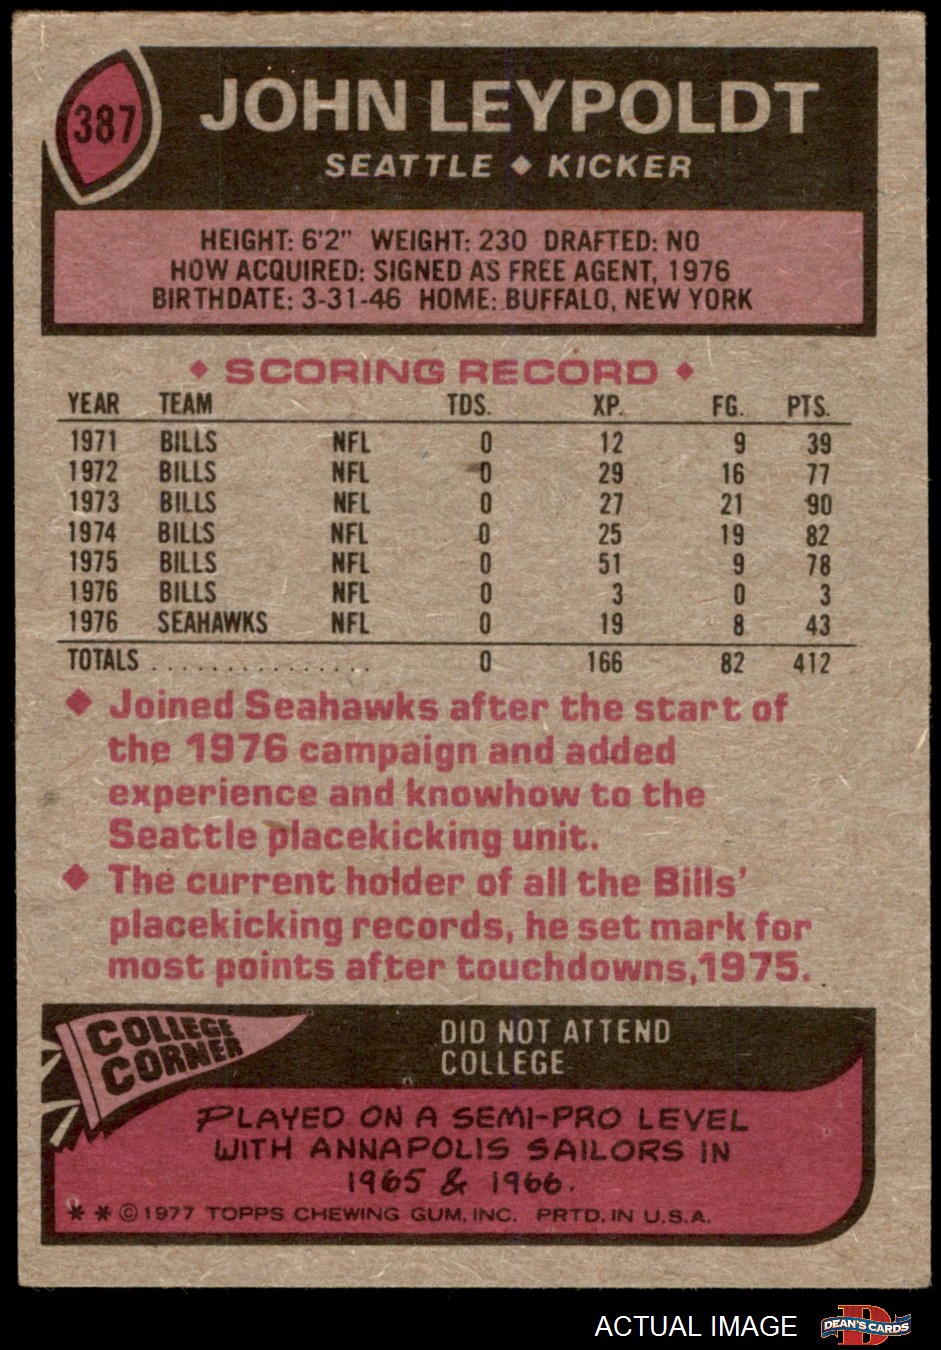 387
JOHN LEYPOLDT
SEATTLE ◆ KICKER
HEIGHT: 6'2" WEIGHT: 230 DRAFTED: NO
HOW ACQUIRED: SIGNED AS FREE AGENT, 1976
BIRTHDATE: 3-31-46 HOME: BUFFALO, NEW YORK
◆ SCORING RECORD ◆
YEAR TEAM TDS. XP. FG. PTS.
1971 BILLS NFL 0 12 9 39
1972 BILLS NFL 0 29 16 77
1973 BILLS NFL 0 27 21 90
1974 BILLS NFL 0 25 19 82
1975 BILLS NFL 0 51 9 78
1976 BILLS NFL 0 3 0 3
1976 SEAHAWKS NFL 0 19 8 43
TOTALS ............... 0 166 82 412
◆ Joined Seahawks after the start of
the 1976 campaign and added
experience and knowhow to the
Seattle placekicking unit.
◆ The current holder of all the Bills'
placekicking records, he set mark for
most points after touchdowns,1975.
COLLEGE
CORNER
DID NOT ATTEND
COLLEGE
PLAYED ON A SEMI-PRO LEVEL
WITH ANNAPOLIS SAILORS IN
1965 & 1966.
* * © 1977 TOPPS CHEWING GUM, INC. PRTD. IN U.S.A.
ACTUAL IMAGE
D
DEAN'S CARDS